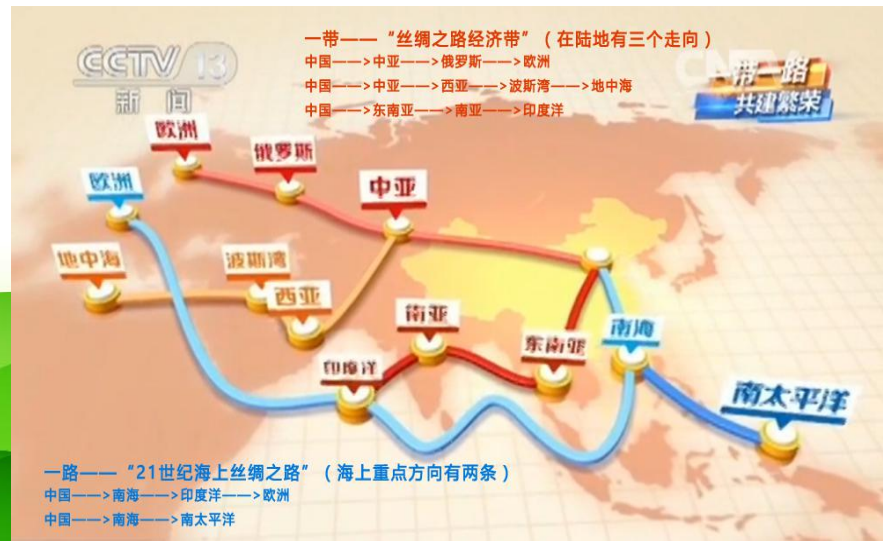 一带——“丝绸之路经济带”（在陆地有三个走向）
中国——>中亚——>俄罗斯——>欧洲
中国——>中亚——>西亚——>波斯湾——>地中海
中国——>东南亚——>南亚——>印度洋
CCTV 13
新闻
一带一路
共建繁荣
欧洲
俄罗斯
中亚
欧洲
地中海
波斯湾
西亚
南亚
东南亚
南海
印度洋
南太平洋
一路——“21世纪海上丝绸之路”（海上重点方向有两条）
中国——>南海——>印度洋——>欧洲
中国——>南海——>南太平洋